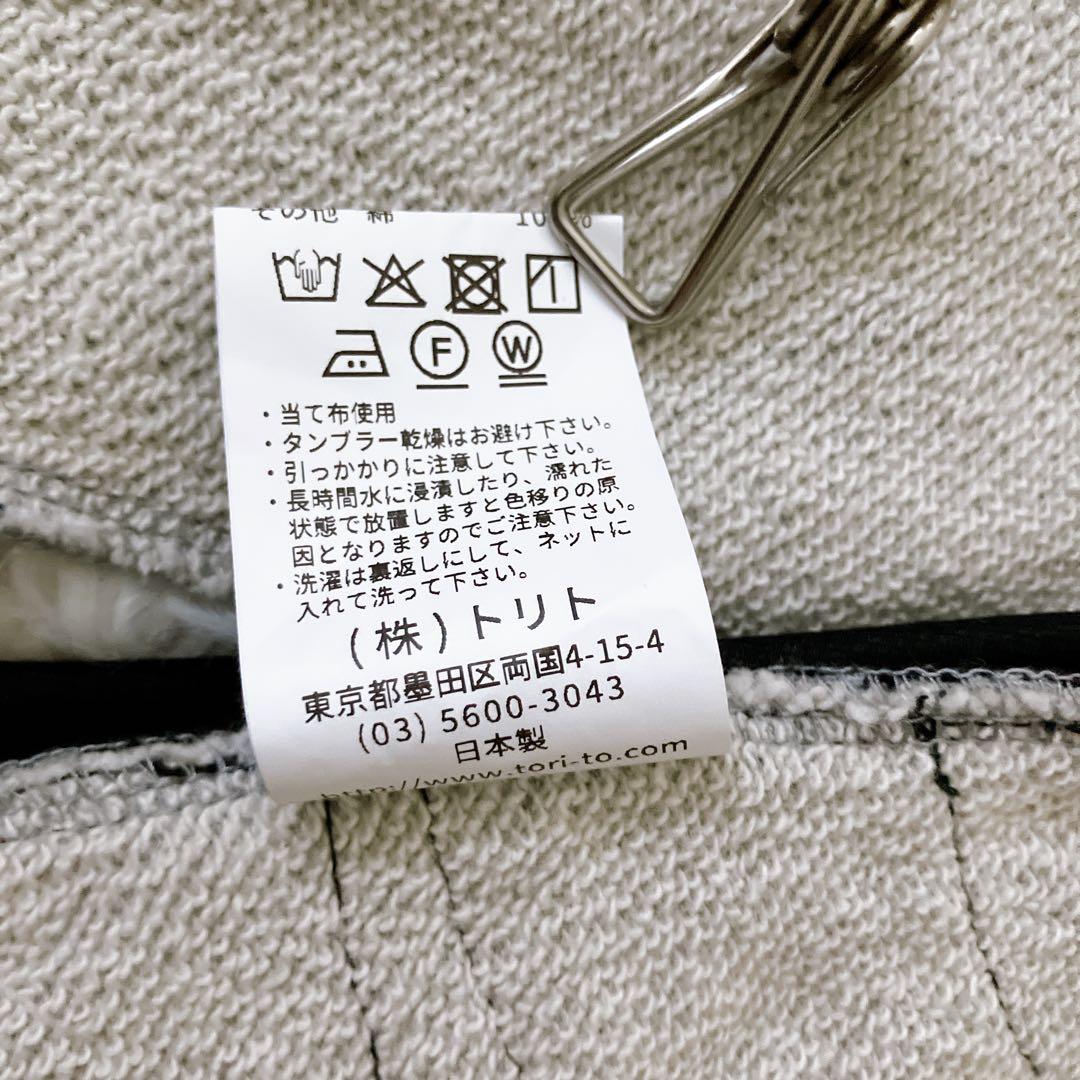 その他 綿 10%
F W
・当て布使用
・タンブラー乾燥はお避け下さい。
・引っかかりに注意して下さい。
・長時間水に浸漬したり、濡れた
状態で放置しますと色移りの原
因となりますのでご注意下さい。
・洗濯は裏返しにして、ネットに
入れて洗って下さい。
(株)トリト
東京都墨田区両国4-15-4
(03) 5600-3043
日本製
http://www.tori-to.com